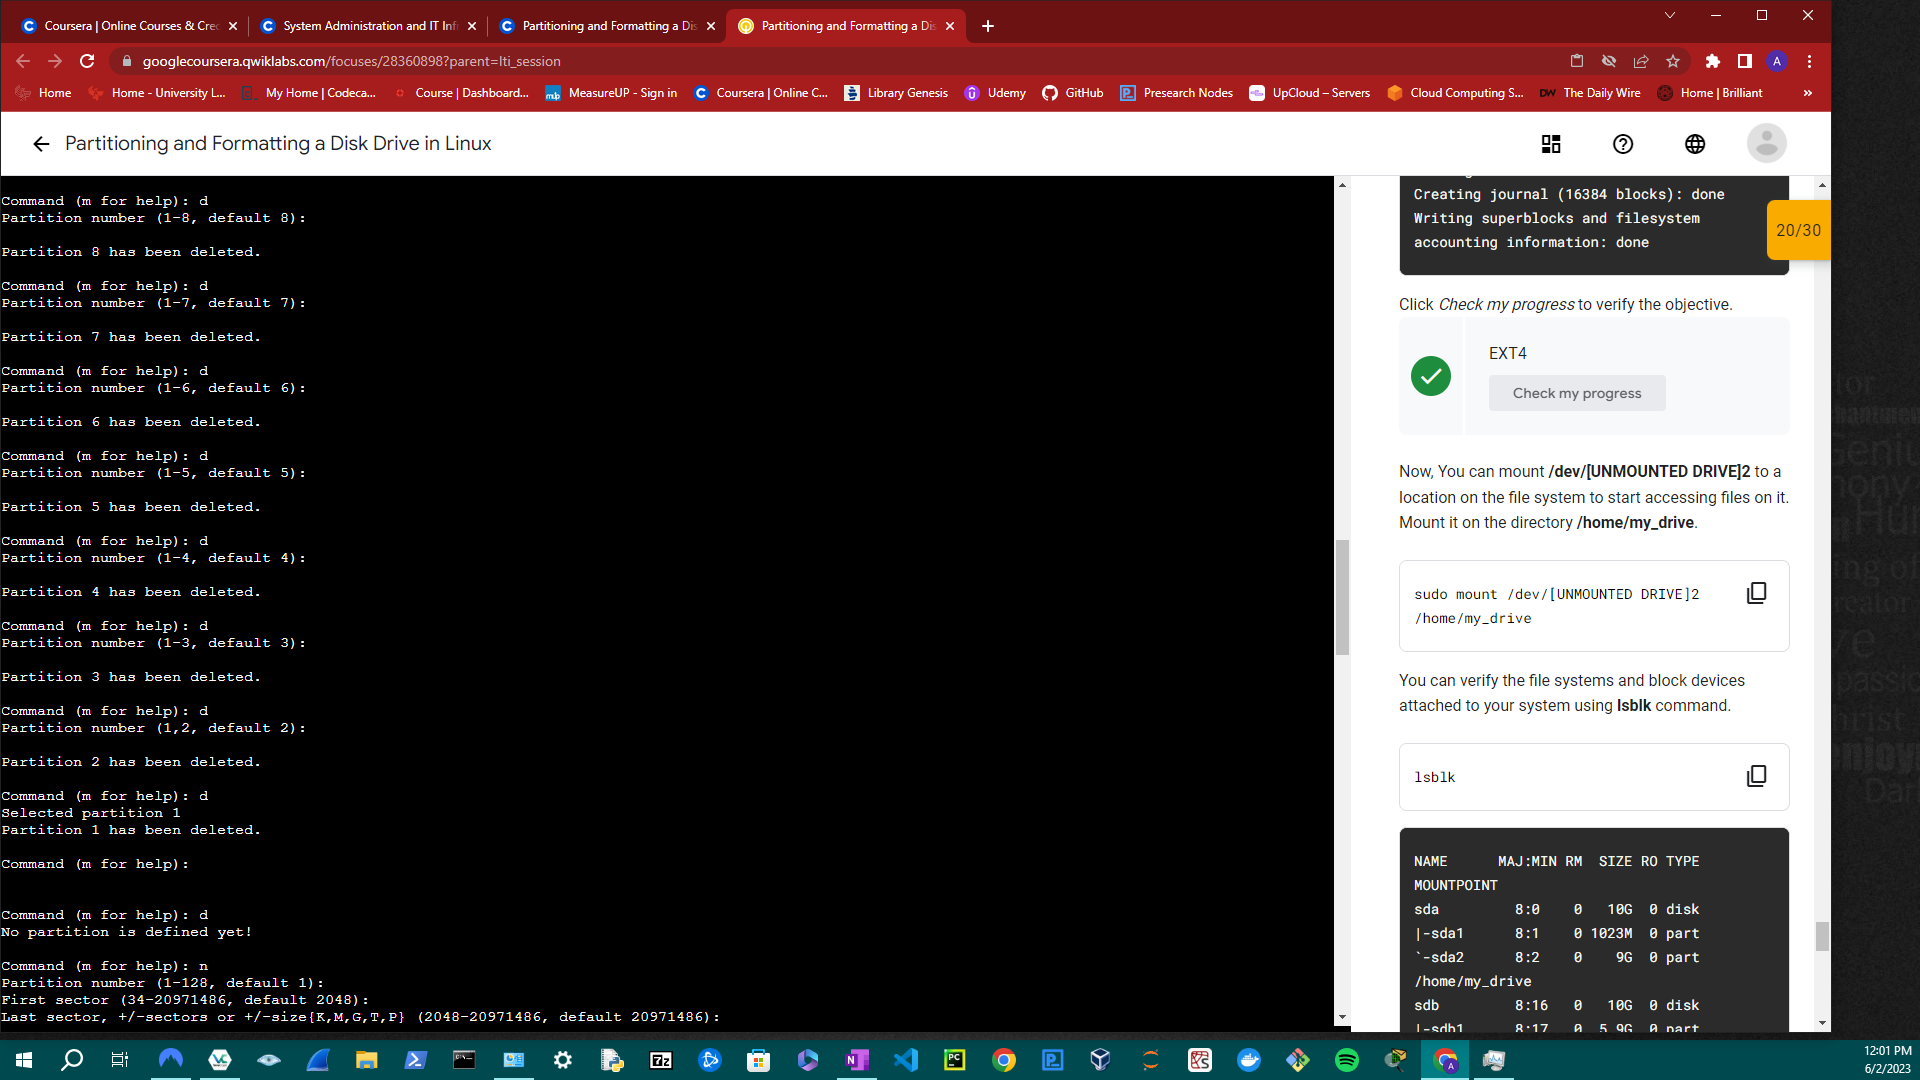 Coursera | Online Courses & Cre
System Administration and IT Inf
Partitioning and Formatting a Dis
Partitioning and Formatting a Dis
googlecoursera.qwiklabs.com/focuses/28360898?parent=lti_session
A
Home
Home - University L...
My Home | Codeca...
Course | Dashboard...
MeasureUP - Sign in
Coursera | Online C...
Library Genesis
Udemy
GitHub
Presearch Nodes
UpCloud – Servers
Cloud Computing S...
DW The Daily Wire
Home | Brilliant
»
Partitioning and Formatting a Disk Drive in Linux
Command (m for help): d
Partition number (1-8, default 8):
Partition 8 has been deleted.
Command (m for help): d
Partition number (1-7, default 7):
Partition 7 has been deleted.
Command (m for help): d
Partition number (1-6, default 6):
Partition 6 has been deleted.
Command (m for help): d
Partition number (1-5, default 5):
Partition 5 has been deleted.
Command (m for help): d
Partition number (1-4, default 4):
Partition 4 has been deleted.
Command (m for help): d
Partition number (1-3, default 3):
Partition 3 has been deleted.
Command (m for help): d
Partition number (1,2, default 2):
Partition 2 has been deleted.
Command (m for help): d
Selected partition 1
Partition 1 has been deleted.
Command (m for help):
Command (m for help): d
No partition is defined yet!
Command (m for help): n
Partition number (1-128, default 1):
First sector (34-20971486, default 2048):
Last sector, +/-sectors or +/-size{K,M,G,T,P} (2048-20971486, default 20971486):
Creating journal (16384 blocks): done
Writing superblocks and filesystem
accounting information: done
20/30
Click Check my progress to verify the objective.
EXT4
Check my progress
Now, You can mount /dev/[UNMOUNTED DRIVE]2 to a
location on the file system to start accessing files on it.
Mount it on the directory /home/my_drive.
sudo mount /dev/[UNMOUNTED DRIVE]2
/home/my_drive
You can verify the file systems and block devices
attached to your system using lsblk command.
lsblk
NAME MAJ:MIN RM SIZE RO TYPE
MOUNTPOINT
sda 8:0 0 10G 0 disk
|-sda1 8:1 0 1023M 0 part
`-sda2 8:2 0 9G 0 part
/home/my_drive
sdb 8:16 0 10G 0 disk
|-sdb1 8:17 0 5.9G 0 part
12:01 PM
6/2/2023